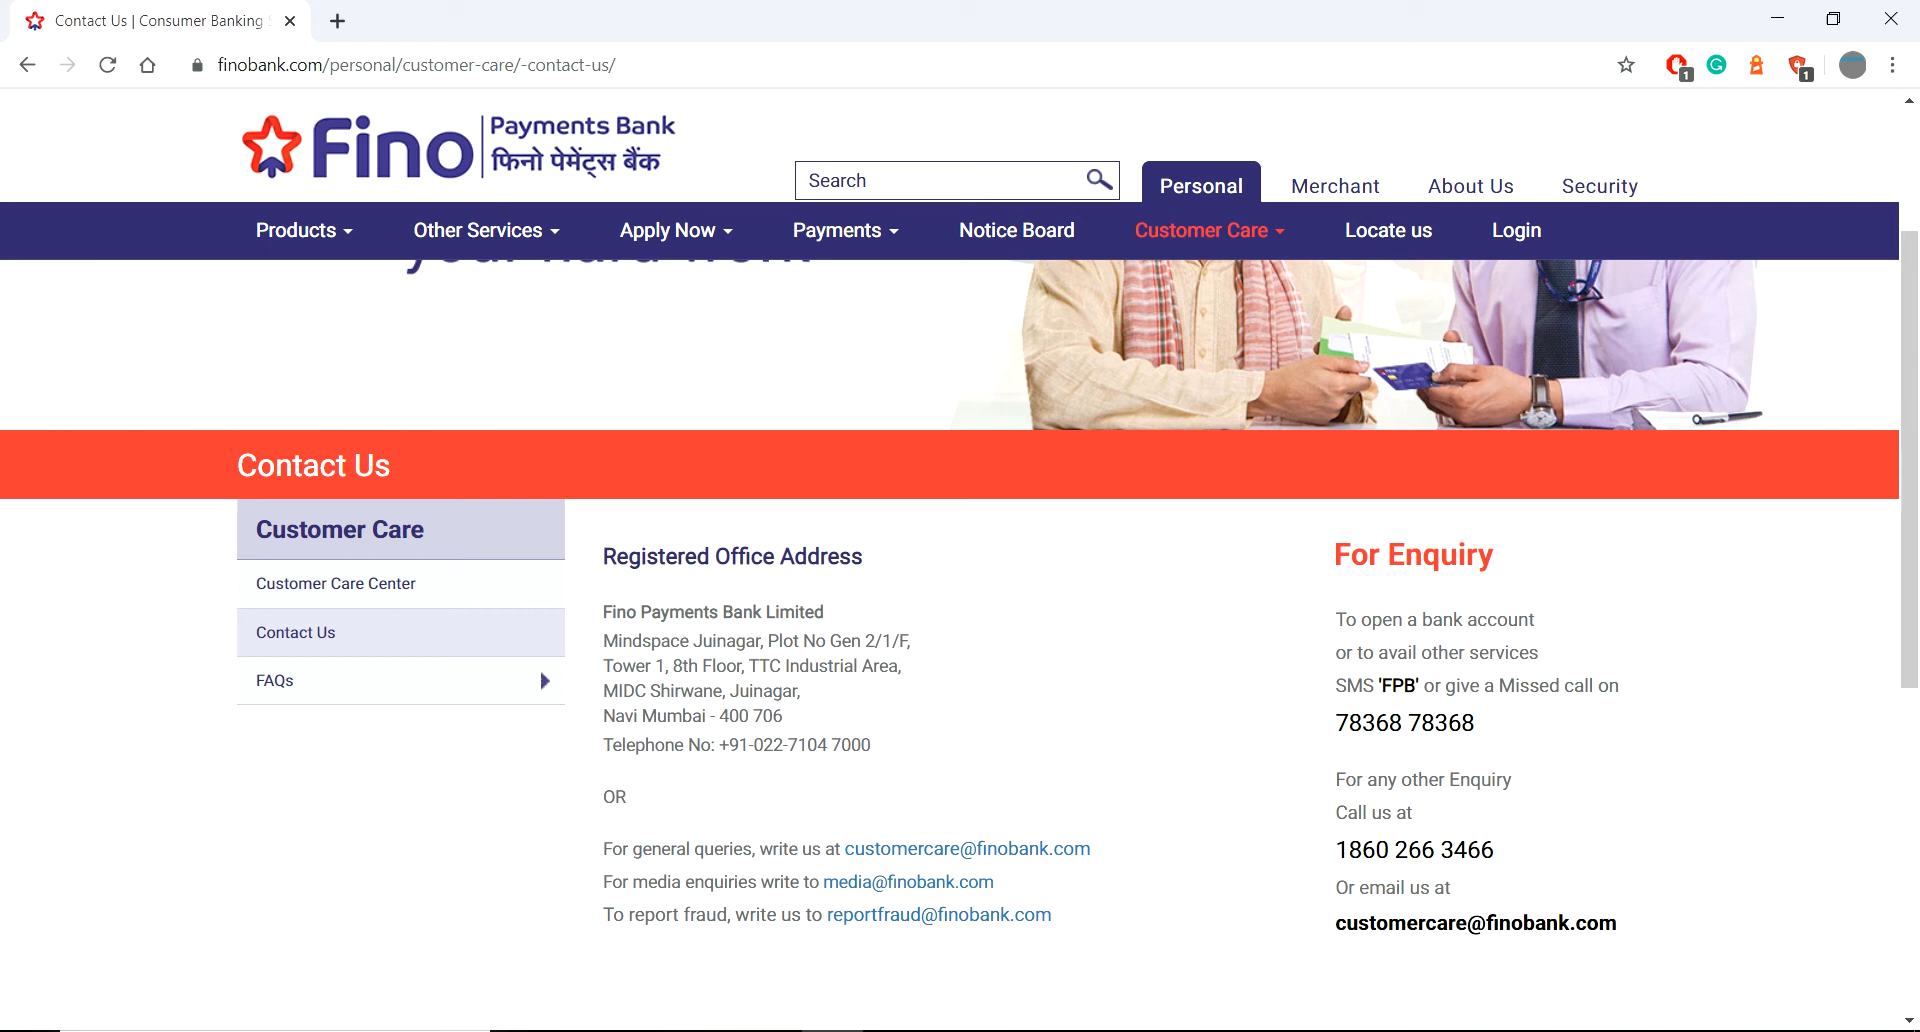 Contact Us | Consumer Banking
finobank.com/personal/customer-care/-contact-us/
1
1
Fino Payments Bank
फिनो पेमेंट्स बैंक
Search
Personal
Merchant
About Us
Security
Products
Other Services
Apply Now
Payments
Notice Board
Customer Care
Locate us
Login
your hard work
Contact Us
Customer Care
Customer Care Center
Contact Us
FAQs
Registered Office Address
Fino Payments Bank Limited
Mindspace Juinagar, Plot No Gen 2/1/F,
Tower 1, 8th Floor, TTC Industrial Area,
MIDC Shirwane, Juinagar,
Navi Mumbai - 400 706
Telephone No: +91-022-7104 7000
OR
For general queries, write us at customercare@finobank.com
For media enquiries write to media@finobank.com
To report fraud, write us to reportfraud@finobank.com
For Enquiry
To open a bank account
or to avail other services
SMS 'FPB' or give a Missed call on
78368 78368
For any other Enquiry
Call us at
1860 266 3466
Or email us at
customercare@finobank.com